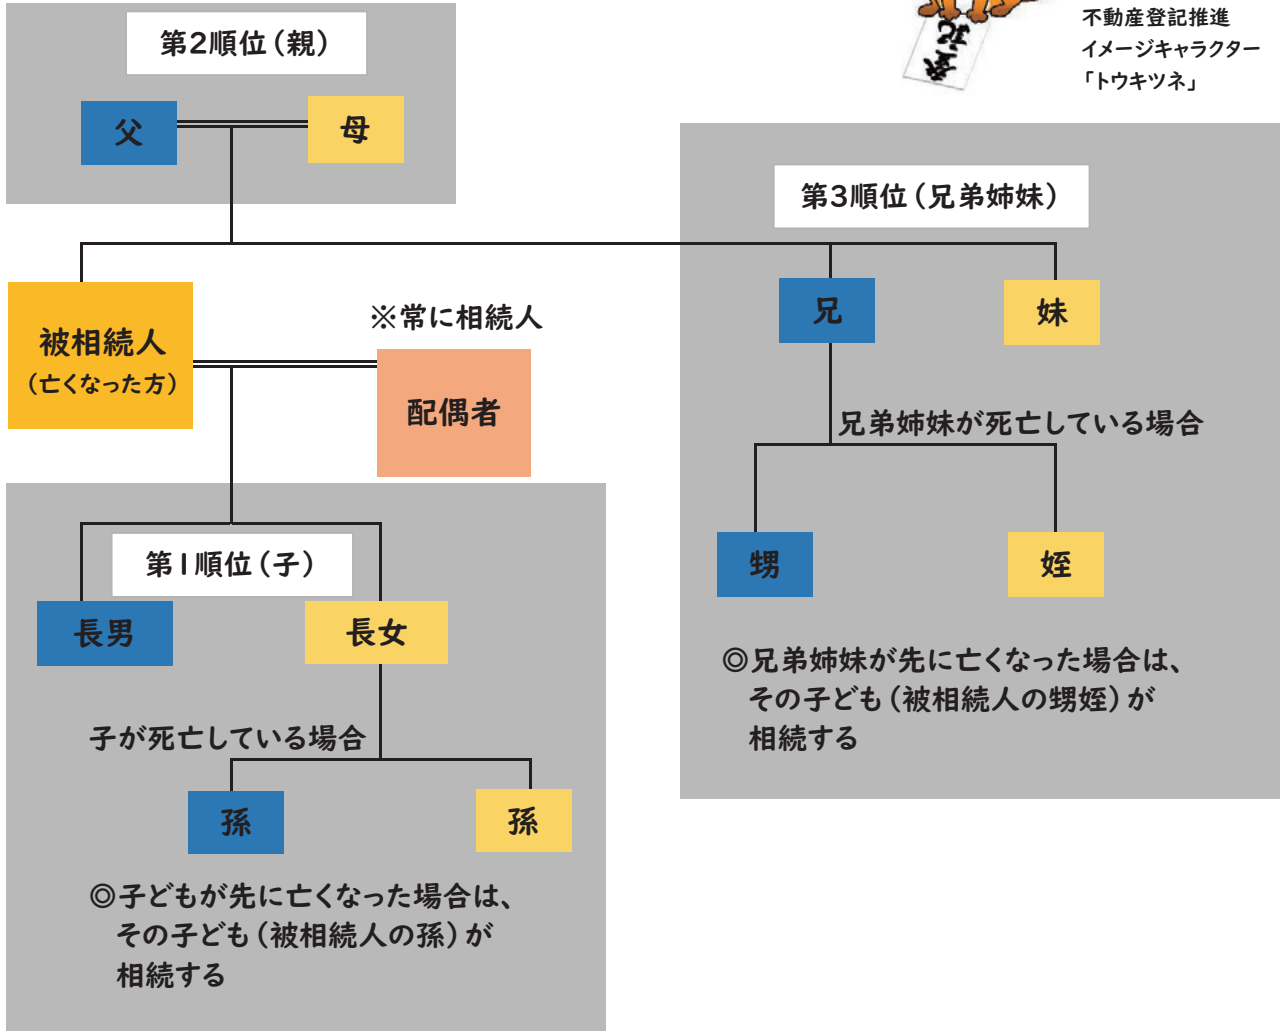 不動産登記推進
イメージキャラクター
「トウキツネ」
登記
第2順位(親)
父
母
第3順位(兄弟姉妹)
兄
妹
被相続人
(亡くなった方)
※常に相続人
配偶者
兄弟姉妹が死亡している場合
甥
姪
◎兄弟姉妹が先に亡くなった場合は、
その子ども(被相続人の甥姪)が
相続する
第1順位(子)
長男
長女
子が死亡している場合
孫
孫
◎子どもが先に亡くなった場合は、
その子ども(被相続人の孫)が
相続する